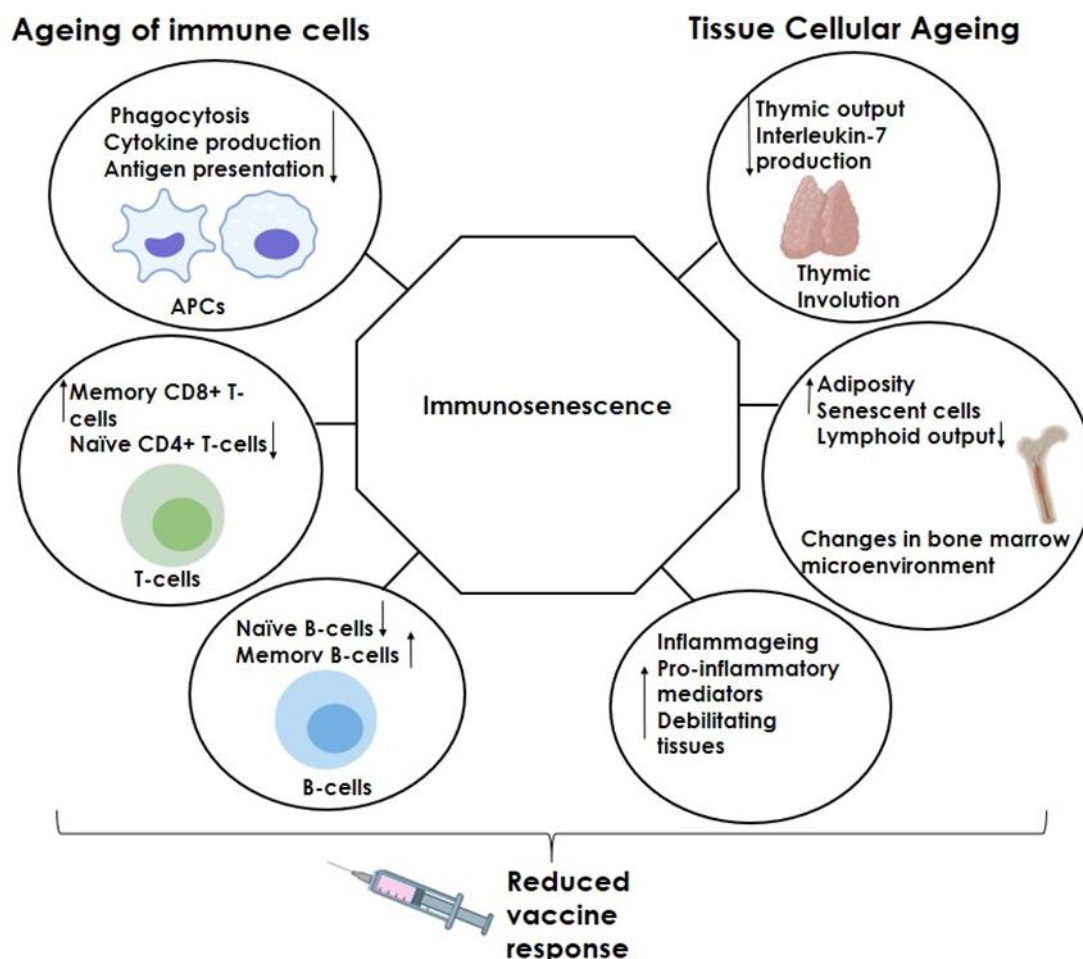 Ageing of immune cells
Tissue Cellular Ageing
Phagocytosis
Cytokine production
Antigen presentation
APCs
Thymic output
Interleukin-7
production
Thymic
Involution
Memory CD8+ T-
cells
Naïve CD4+ T-cells
T-cells
Immunosenescence
Adiposity
Senescent cells
Lymphoid output
Changes in bone marrow
microenvironment
Naïve B-cells
Memory B-cells
B-cells
Inflammageing
Pro-inflammatory
mediators
Debilitating
tissues
Reduced
vaccine
response